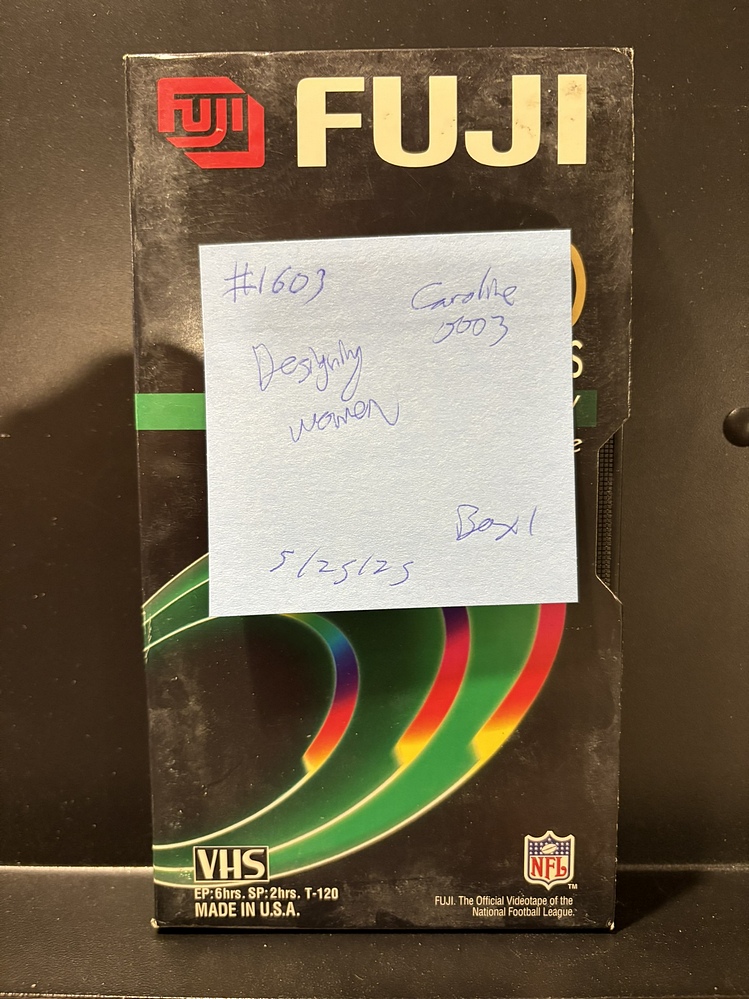 FUJI
FUJI
#1603
Caroline
0003
Designing
women
S
Box 1
5/25/25
VHS
EP:6hrs. SP:2hrs. T-120
MADE IN U.S.A.
NFL
TM
FUJI. The Official Videotape of the
National Football League.